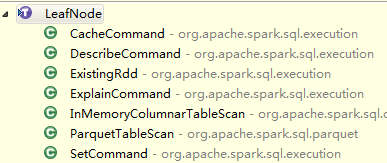 LeafNode
CacheCommand - org.apache.spark.sql.execution
DescribeCommand - org.apache.spark.sql.execution
ExistingRdd - org.apache.spark.sql.execution
ExplainCommand - org.apache.spark.sql.execution
InMemoryColumnarTableScan - org.apache.spark.sql.
ParquetTableScan - org.apache.spark.sql.parquet
SetCommand - org.apache.spark.sql.execution